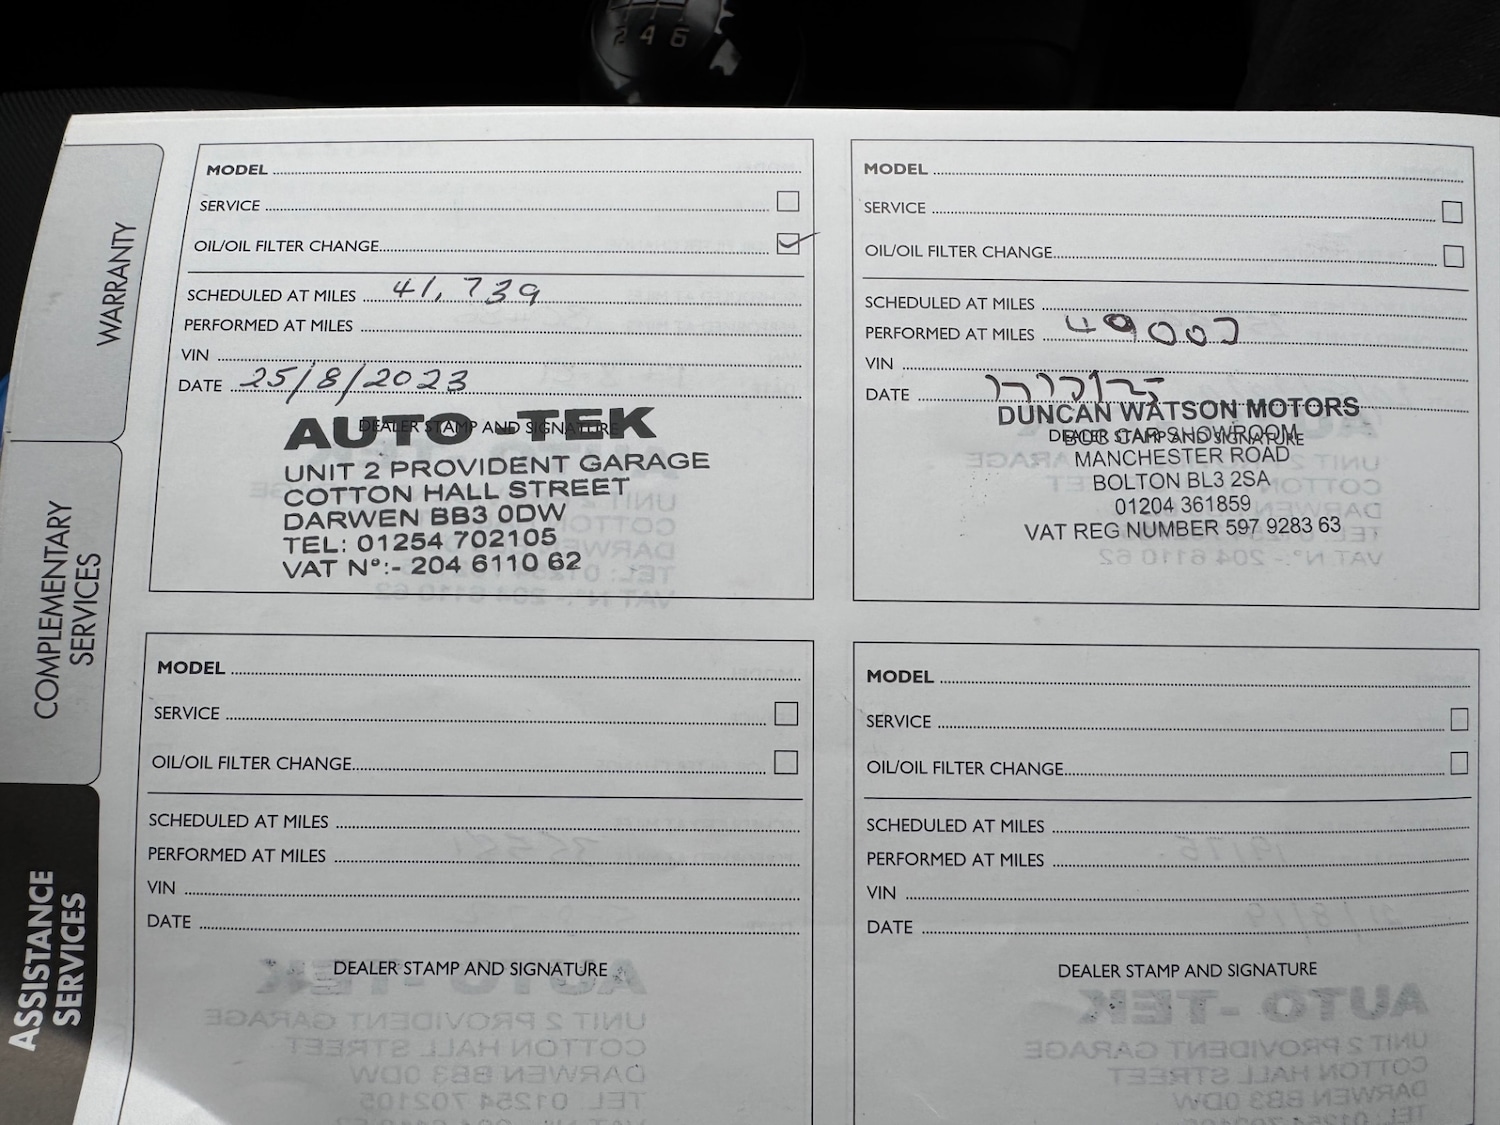 2 4 6
WARRANTY
COMPLEMENTARY
SERVICES
ASSISTANCE
SERVICES
MODEL
SERVICE
OIL/OIL FILTER CHANGE
SCHEDULED AT MILES 41,739
PERFORMED AT MILES
VIN
DATE 25/8/2023
DEALER STAMP AND SIGNATURE
AUTO-TEK
UNIT 2 PROVIDENT GARAGE
COTTON HALL STREET
DARWEN BB3 0DW
TEL: 01254 702105
VAT Nº:- 204 6110 62
MODEL
SERVICE
OIL/OIL FILTER CHANGE
SCHEDULED AT MILES
PERFORMED AT MILES 49007
VIN
DATE
DUNCAN WATSON MOTORS
DEALER STAMP AND SIGNATURE
CAR SHOWROOM
MANCHESTER ROAD
BOLTON BL3 2SA
01204 361859
VAT REG NUMBER 597 9283 63
MODEL
SERVICE
OIL/OIL FILTER CHANGE
SCHEDULED AT MILES
PERFORMED AT MILES
VIN
DATE
DEALER STAMP AND SIGNATURE
MODEL
SERVICE
OIL/OIL FILTER CHANGE
SCHEDULED AT MILES
PERFORMED AT MILES
VIN
DATE
DEALER STAMP AND SIGNATURE